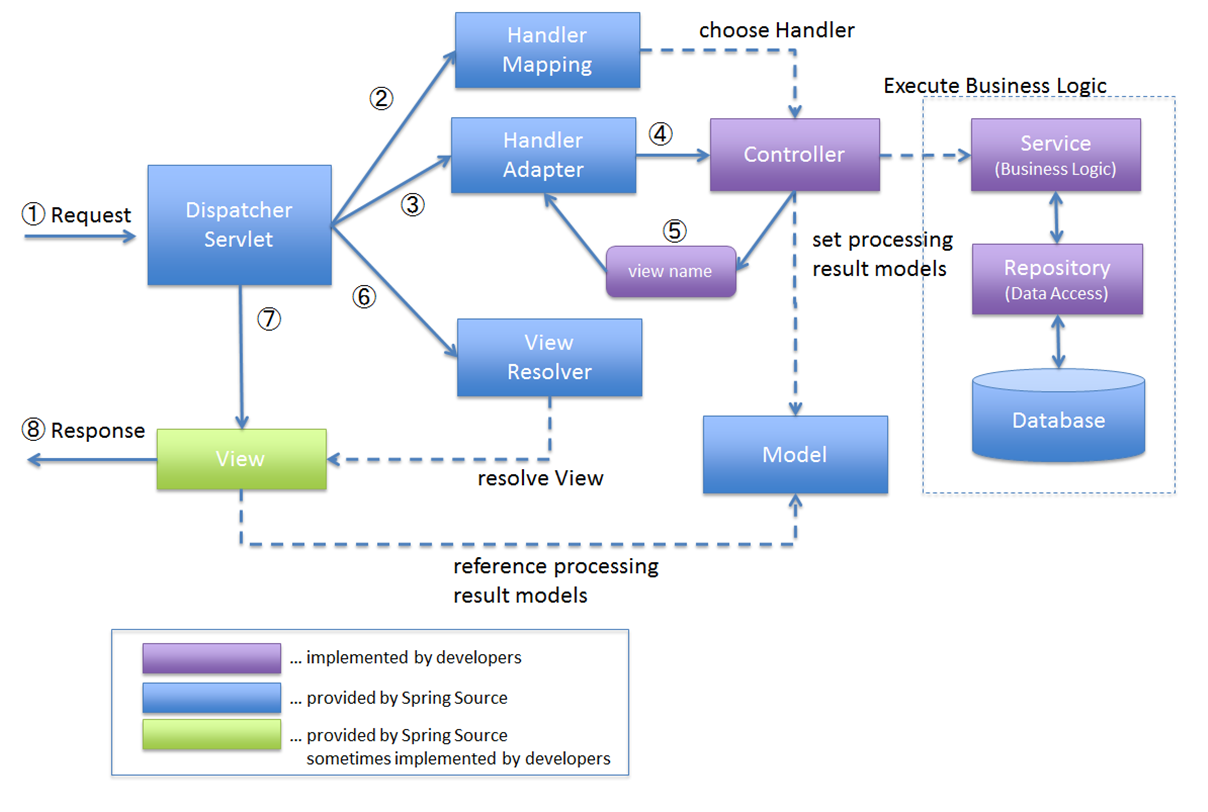 Handler
Mapping
choose Handler
Execute Business Logic
②
④
Handler
Adapter
Controller
Service
(Business Logic)
① Request
Dispatcher
Servlet
③
⑤
view name
set processing
result models
Repository
(Data Access)
⑥
⑦
View
Resolver
Database
⑧ Response
View
Model
resolve View
reference processing
result models
... implemented by developers
... provided by Spring Source
... provided by Spring Source
sometimes implemented by developers